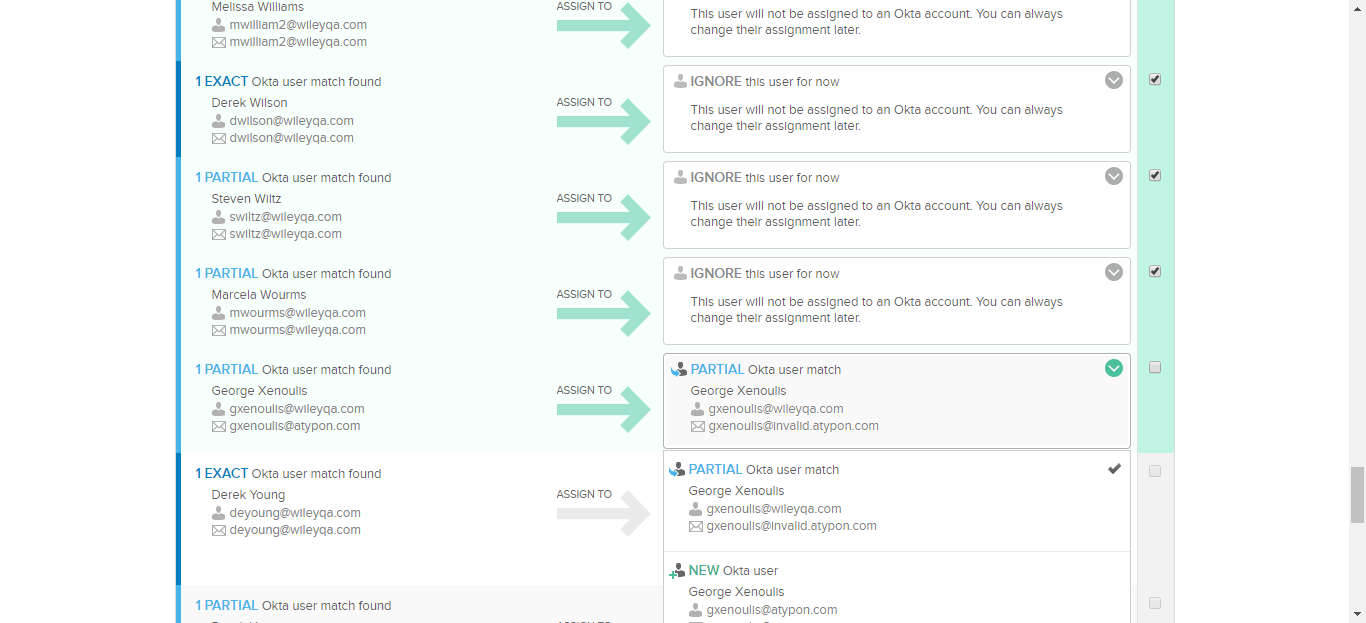 Melissa Williams
mwilliam2@wileyqa.com
mwilliam2@wileyqa.com
ASSIGN TO
This user will not be assigned to an Okta account. You can always
change their assignment later.
1 EXACT Okta user match found
Derek Wilson
dwilson@wileyqa.com
dwilson@wileyqa.com
ASSIGN TO
IGNORE this user for now
This user will not be assigned to an Okta account. You can always
change their assignment later.
1 PARTIAL Okta user match found
Steven Wiltz
swiltz@wileyqa.com
swiltz@wileyqa.com
ASSIGN TO
IGNORE this user for now
This user will not be assigned to an Okta account. You can always
change their assignment later.
1 PARTIAL Okta user match found
Marcela Wourms
mwourms@wileyqa.com
mwourms@wileyqa.com
ASSIGN TO
IGNORE this user for now
This user will not be assigned to an Okta account. You can always
change their assignment later.
1 PARTIAL Okta user match found
George Xenoulis
gxenoulis@wileyqa.com
gxenoulis@atypon.com
ASSIGN TO
PARTIAL Okta user match
George Xenoulis
gxenoulis@wileyqa.com
gxenoulis@invalid.atypon.com
1 EXACT Okta user match found
Derek Young
deyoung@wileyqa.com
deyoung@wileyqa.com
ASSIGN TO
PARTIAL Okta user match
George Xenoulis
gxenoulis@wileyqa.com
gxenoulis@invalid.atypon.com
NEW Okta user
George Xenoulis
gxenoulis@atypon.com
1 PARTIAL Okta user match found